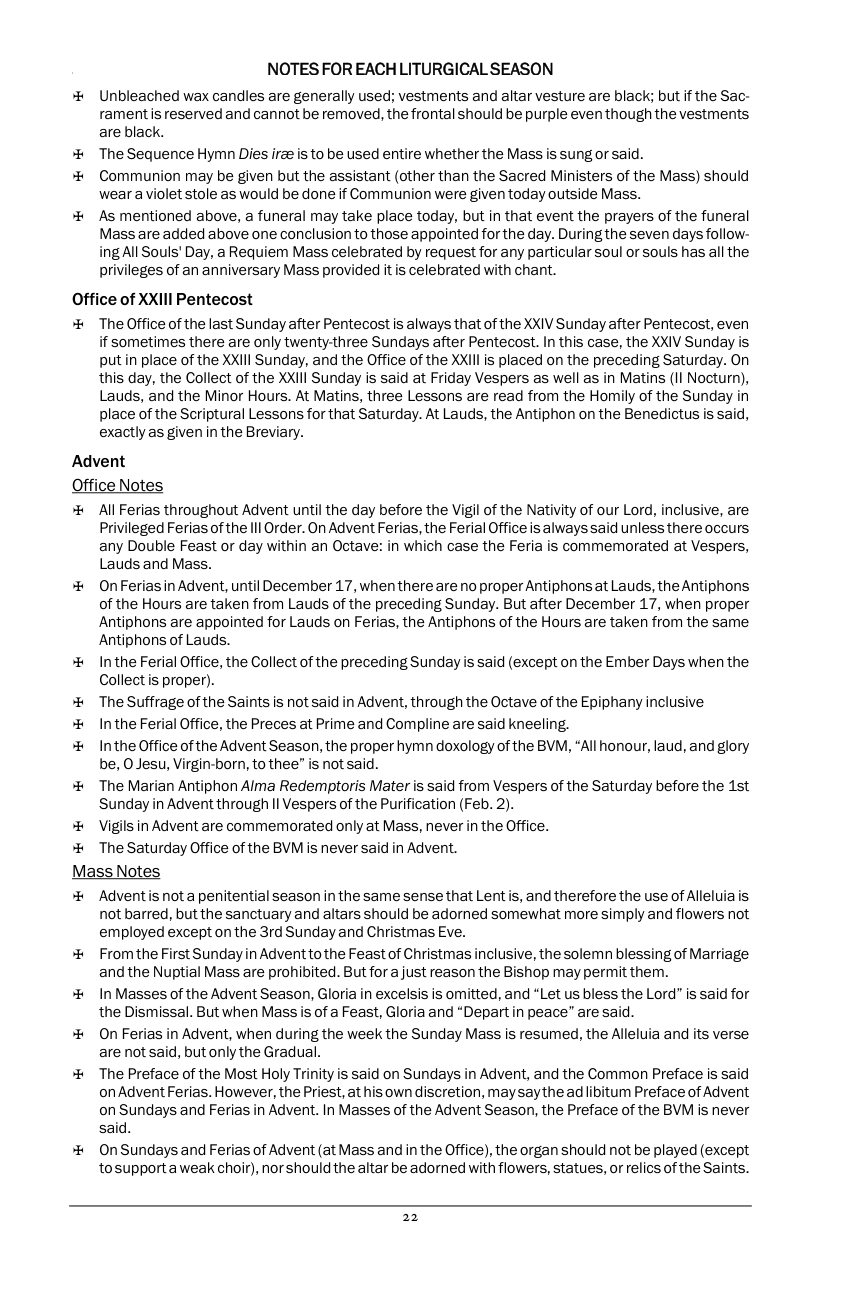 NOTES FOR EACH LITURGICAL SEASON
✠ Unbleached wax candles are generally used; vestments and altar vesture are black; but if the Sac-
rament is reserved and cannot be removed, the frontal should be purple even though the vestments
are black.
✠ The Sequence Hymn Dies iræ is to be used entire whether the Mass is sung or said.
✠ Communion may be given but the assistant (other than the Sacred Ministers of the Mass) should
wear a violet stole as would be done if Communion were given today outside Mass.
✠ As mentioned above, a funeral may take place today, but in that event the prayers of the funeral
Mass are added above one conclusion to those appointed for the day. During the seven days follow-
ing All Souls' Day, a Requiem Mass celebrated by request for any particular soul or souls has all the
privileges of an anniversary Mass provided it is celebrated with chant.
Office of XXIII Pentecost
✠ The Office of the last Sunday after Pentecost is always that of the XXIV Sunday after Pentecost, even
if sometimes there are only twenty-three Sundays after Pentecost. In this case, the XXIV Sunday is
put in place of the XXIII Sunday, and the Office of the XXIII is placed on the preceding Saturday. On
this day, the Collect of the XXIII Sunday is said at Friday Vespers as well as in Matins (II Nocturn),
Lauds, and the Minor Hours. At Matins, three Lessons are read from the Homily of the Sunday in
place of the Scriptural Lessons for that Saturday. At Lauds, the Antiphon on the Benedictus is said,
exactly as given in the Breviary.
Advent
Office Notes
✠ All Ferias throughout Advent until the day before the Vigil of the Nativity of our Lord, inclusive, are
Privileged Ferias of the III Order. On Advent Ferias, the Ferial Office is always said unless there occurs
any Double Feast or day within an Octave: in which case the Feria is commemorated at Vespers,
Lauds and Mass.
✠ On Ferias in Advent, until December 17, when there are no proper Antiphons at Lauds, the Antiphons
of the Hours are taken from Lauds of the preceding Sunday. But after December 17, when proper
Antiphons are appointed for Lauds on Ferias, the Antiphons of the Hours are taken from the same
Antiphons of Lauds.
✠ In the Ferial Office, the Collect of the preceding Sunday is said (except on the Ember Days when the
Collect is proper).
✠ The Suffrage of the Saints is not said in Advent, through the Octave of the Epiphany inclusive
✠ In the Ferial Office, the Preces at Prime and Compline are said kneeling.
✠ In the Office of the Advent Season, the proper hymn doxology of the BVM, “All honour, laud, and glory
be, O Jesu, Virgin-born, to thee” is not said.
✠ The Marian Antiphon Alma Redemptoris Mater is said from Vespers of the Saturday before the 1st
Sunday in Advent through II Vespers of the Purification (Feb. 2).
✠ Vigils in Advent are commemorated only at Mass, never in the Office.
✠ The Saturday Office of the BVM is never said in Advent.
Mass Notes
✠ Advent is not a penitential season in the same sense that Lent is, and therefore the use of Alleluia is
not barred, but the sanctuary and altars should be adorned somewhat more simply and flowers not
employed except on the 3rd Sunday and Christmas Eve.
✠ From the First Sunday in Advent to the Feast of Christmas inclusive, the solemn blessing of Marriage
and the Nuptial Mass are prohibited. But for a just reason the Bishop may permit them.
✠ In Masses of the Advent Season, Gloria in excelsis is omitted, and “Let us bless the Lord” is said for
the Dismissal. But when Mass is of a Feast, Gloria and “Depart in peace” are said.
✠ On Ferias in Advent, when during the week the Sunday Mass is resumed, the Alleluia and its verse
are not said, but only the Gradual.
✠ The Preface of the Most Holy Trinity is said on Sundays in Advent, and the Common Preface is said
on Advent Ferias. However, the Priest, at his own discretion, may say the ad libitum Preface of Advent
on Sundays and Ferias in Advent. In Masses of the Advent Season, the Preface of the BVM is never
said.
✠ On Sundays and Ferias of Advent (at Mass and in the Office), the organ should not be played (except
to support a weak choir), nor should the altar be adorned with flowers, statues, or relics of the Saints.
22